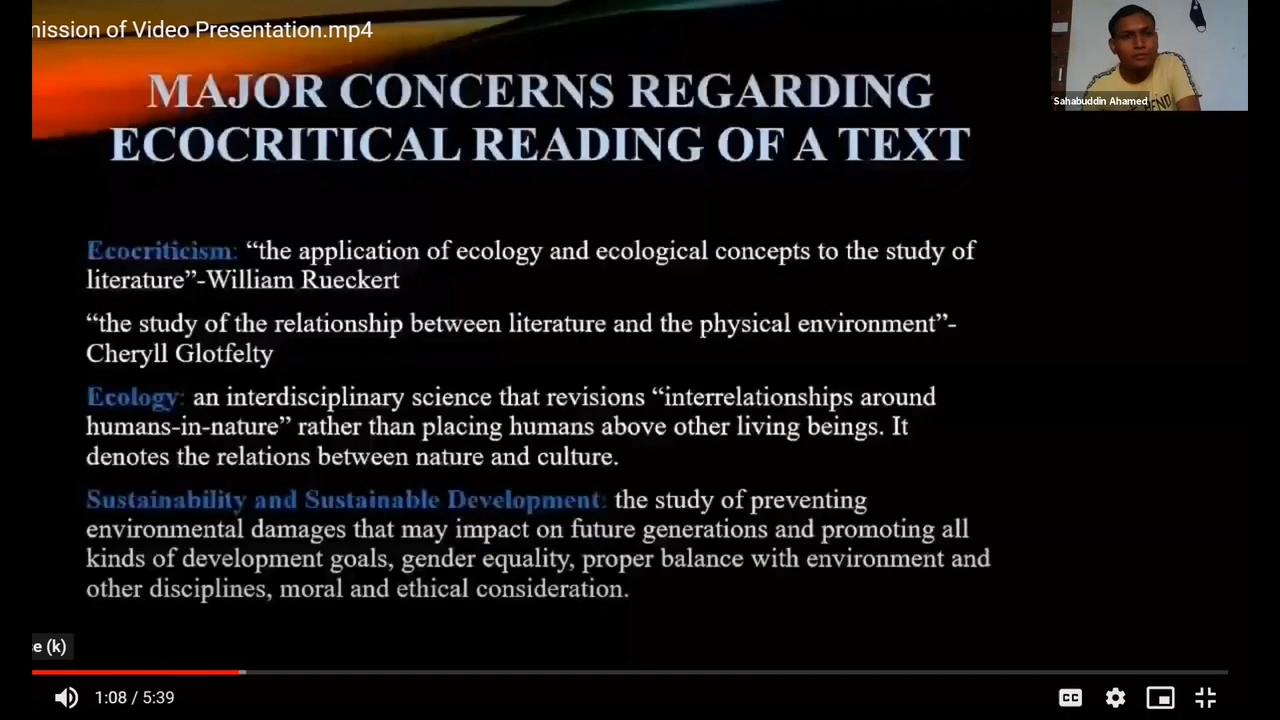 nission of Video Presentation.mp4
Sahabuddin Ahamed
MAJOR CONCERNS REGARDING
ECOCRITICAL READING OF A TEXT
Ecocriticism: “the application of ecology and ecological concepts to the study of
literature”-William Rueckert
“the study of the relationship between literature and the physical environment”-
Cheryll Glotfelty
Ecology: an interdisciplinary science that revisions “interrelationships around
humans-in-nature” rather than placing humans above other living beings. It
denotes the relations between nature and culture.
Sustainability and Sustainable Development: the study of preventing
environmental damages that may impact on future generations and promoting all
kinds of development goals, gender equality, proper balance with environment and
other disciplines, moral and ethical consideration.
se (k)
1:08 / 5:39
CC